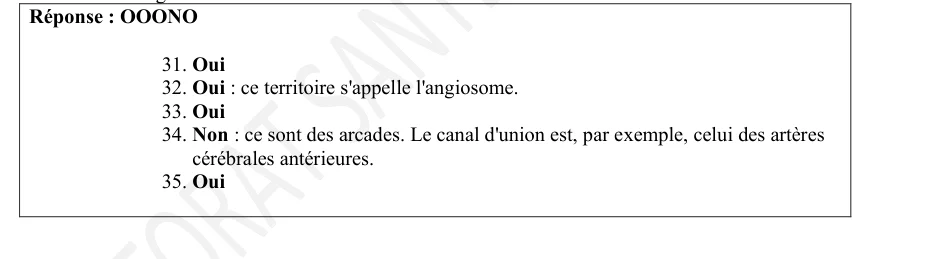 Réponse : OOONO
31. Oui
32. Oui : ce territoire s'appelle l'angiosome.
33. Oui
34. Non : ce sont des arcades. Le canal d'union est, par exemple, celui des artères
cérébrales antérieures.
35. Oui